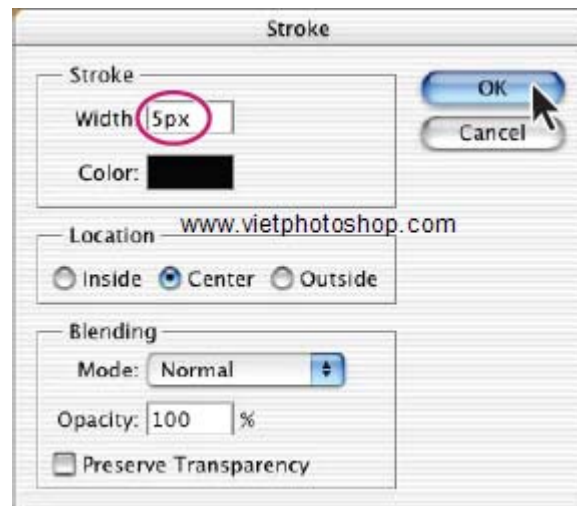 Stroke
Stroke
Width: 5px
OK
Cancel
Color:
www.vietphotoshop.com
Location
Inside Center Outside
Blending
Mode: Normal
Opacity: 100 %
Preserve Transparency